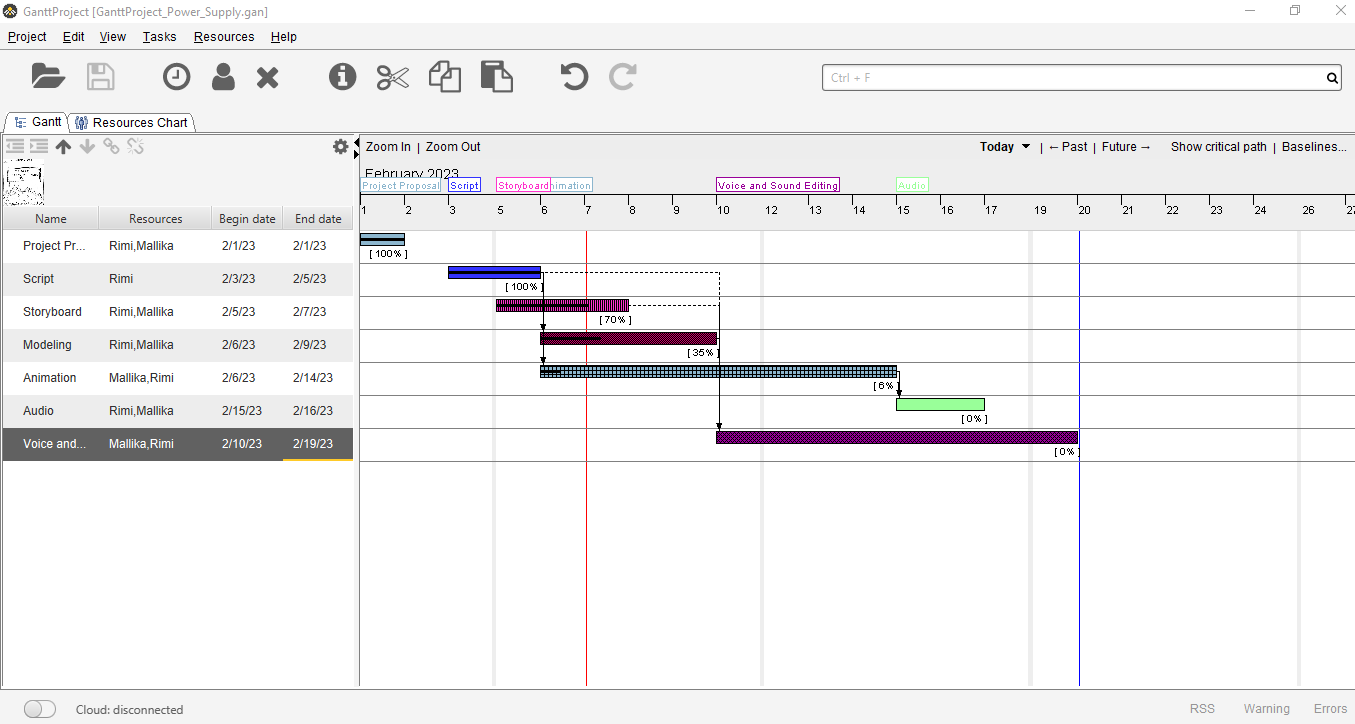 GanttProject [GanttProject_Power_Supply.gan]
Project Edit View Tasks Resources Help
Ctrl + F
Gantt Resources Chart
Zoom In | Zoom Out Today | ←Past | Future→ Show critical path | Baselines...
February 2023
Project Proposal Script Storyboard nimation Voice and Sound Editing Audio
1 2 3 4 5 6 7 8 9 10 12 13 14 15 16 17 19 20 21 22 23 24 26 27
Name Resources Begin date End date
Project Pr... Rimi,Mallika 2/1/23 2/1/23
[ 100% ]
Script Rimi 2/3/23 2/5/23
[ 100% ]
Storyboard Rimi,Mallika 2/5/23 2/7/23
[ 70% ]
Modeling Rimi,Mallika 2/6/23 2/9/23
[ 35% ]
Animation Mallika,Rimi 2/6/23 2/14/23
[ 6% ]
Audio Rimi,Mallika 2/15/23 2/16/23
[ 0% ]
Voice and... Mallika,Rimi 2/10/23 2/19/23
[ 0% ]
Cloud: disconnected RSS Warning Errors